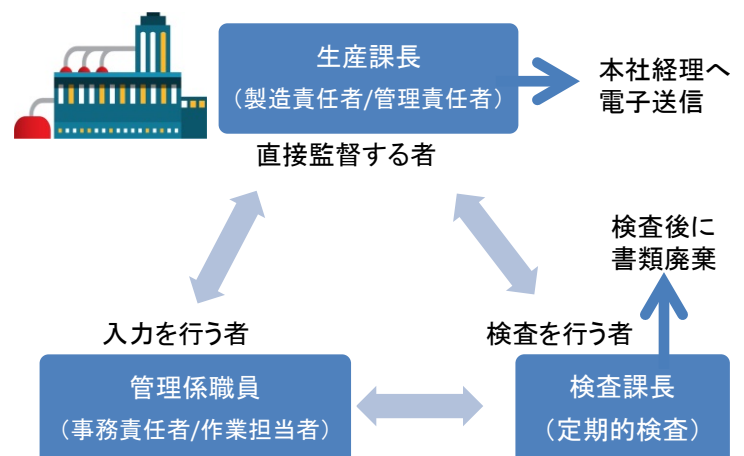 生産課長
（製造責任者/管理責任者）
本社経理へ
電子送信
直接監督する者
検査後に
書類廃棄
入力を行う者
検査を行う者
管理係職員
（事務責任者/作業担当者）
検査課長
（定期的検査）